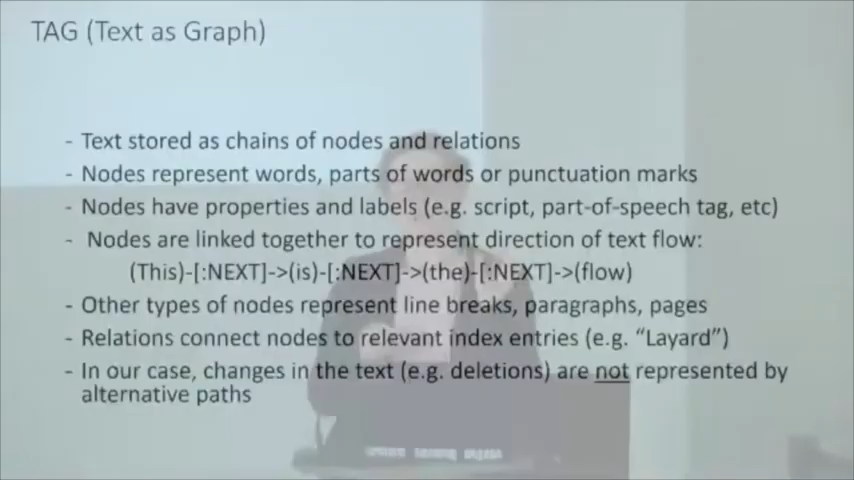 TAG (Text as Graph)
- Text stored as chains of nodes and relations
- Nodes represent words, parts of words or punctuation marks
- Nodes have properties and labels (e.g. script, part-of-speech tag, etc)
- Nodes are linked together to represent direction of text flow:
(This)-[:NEXT]->(is)-[:NEXT]->(the)-[:NEXT]->(flow)
- Other types of nodes represent line breaks, paragraphs, pages
- Relations connect nodes to relevant index entries (e.g. “Layard”)
- In our case, changes in the text (e.g. deletions) are not represented by
alternative paths